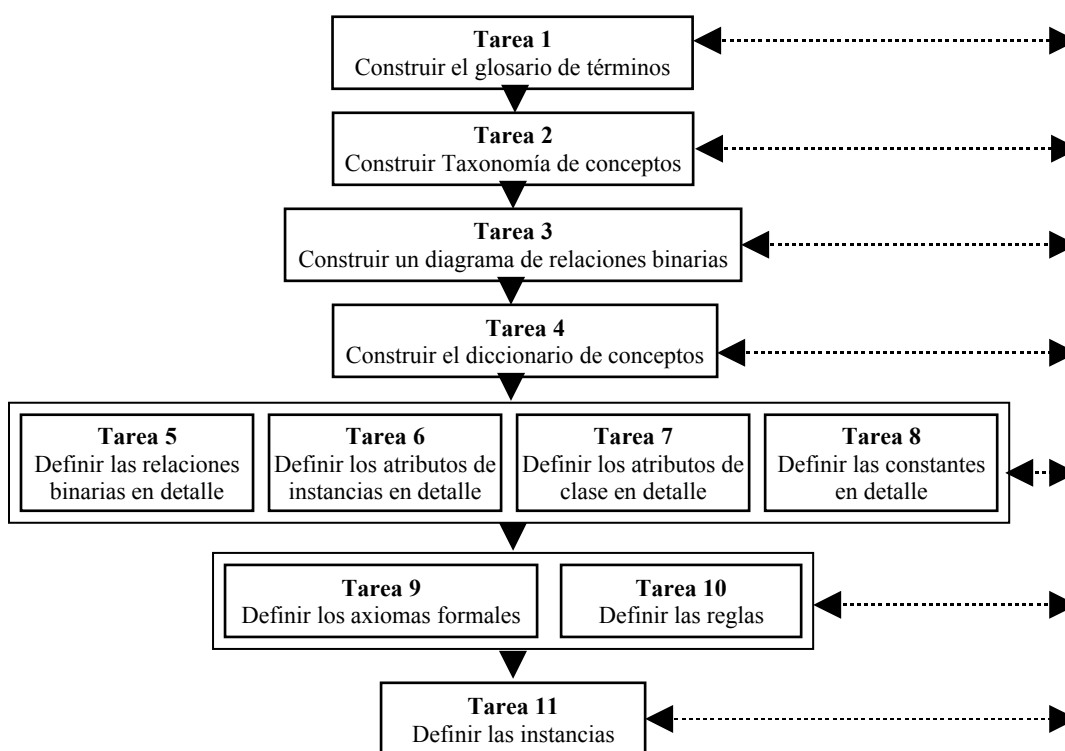 Tarea 1
Construir el glosario de términos
Tarea 2
Construir Taxonomía de conceptos
Tarea 3
Construir un diagrama de relaciones binarias
Tarea 4
Construir el diccionario de conceptos
Tarea 5
Definir las relaciones
binarias en detalle
Tarea 6
Definir los atributos de
instancias en detalle
Tarea 7
Definir los atributos de
clase en detalle
Tarea 8
Definir las constantes
en detalle
Tarea 9
Definir los axiomas formales
Tarea 10
Definir las reglas
Tarea 11
Definir las instancias